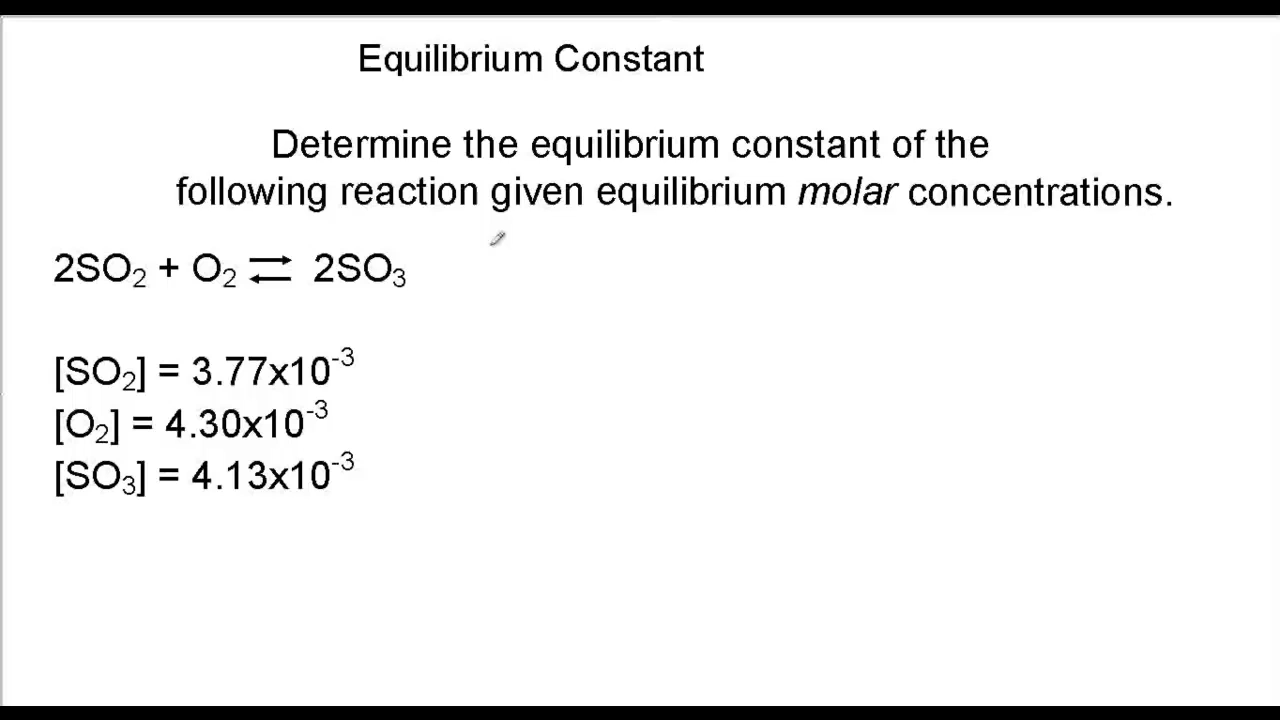 Equilibrium Constant
Determine the equilibrium constant of the
following reaction given equilibrium molar concentrations.
2SO₂ + O₂ ⇌ 2SO₃
[SO₂] = 3.77x10⁻³
[O₂] = 4.30x10⁻³
[SO₃] = 4.13x10⁻³